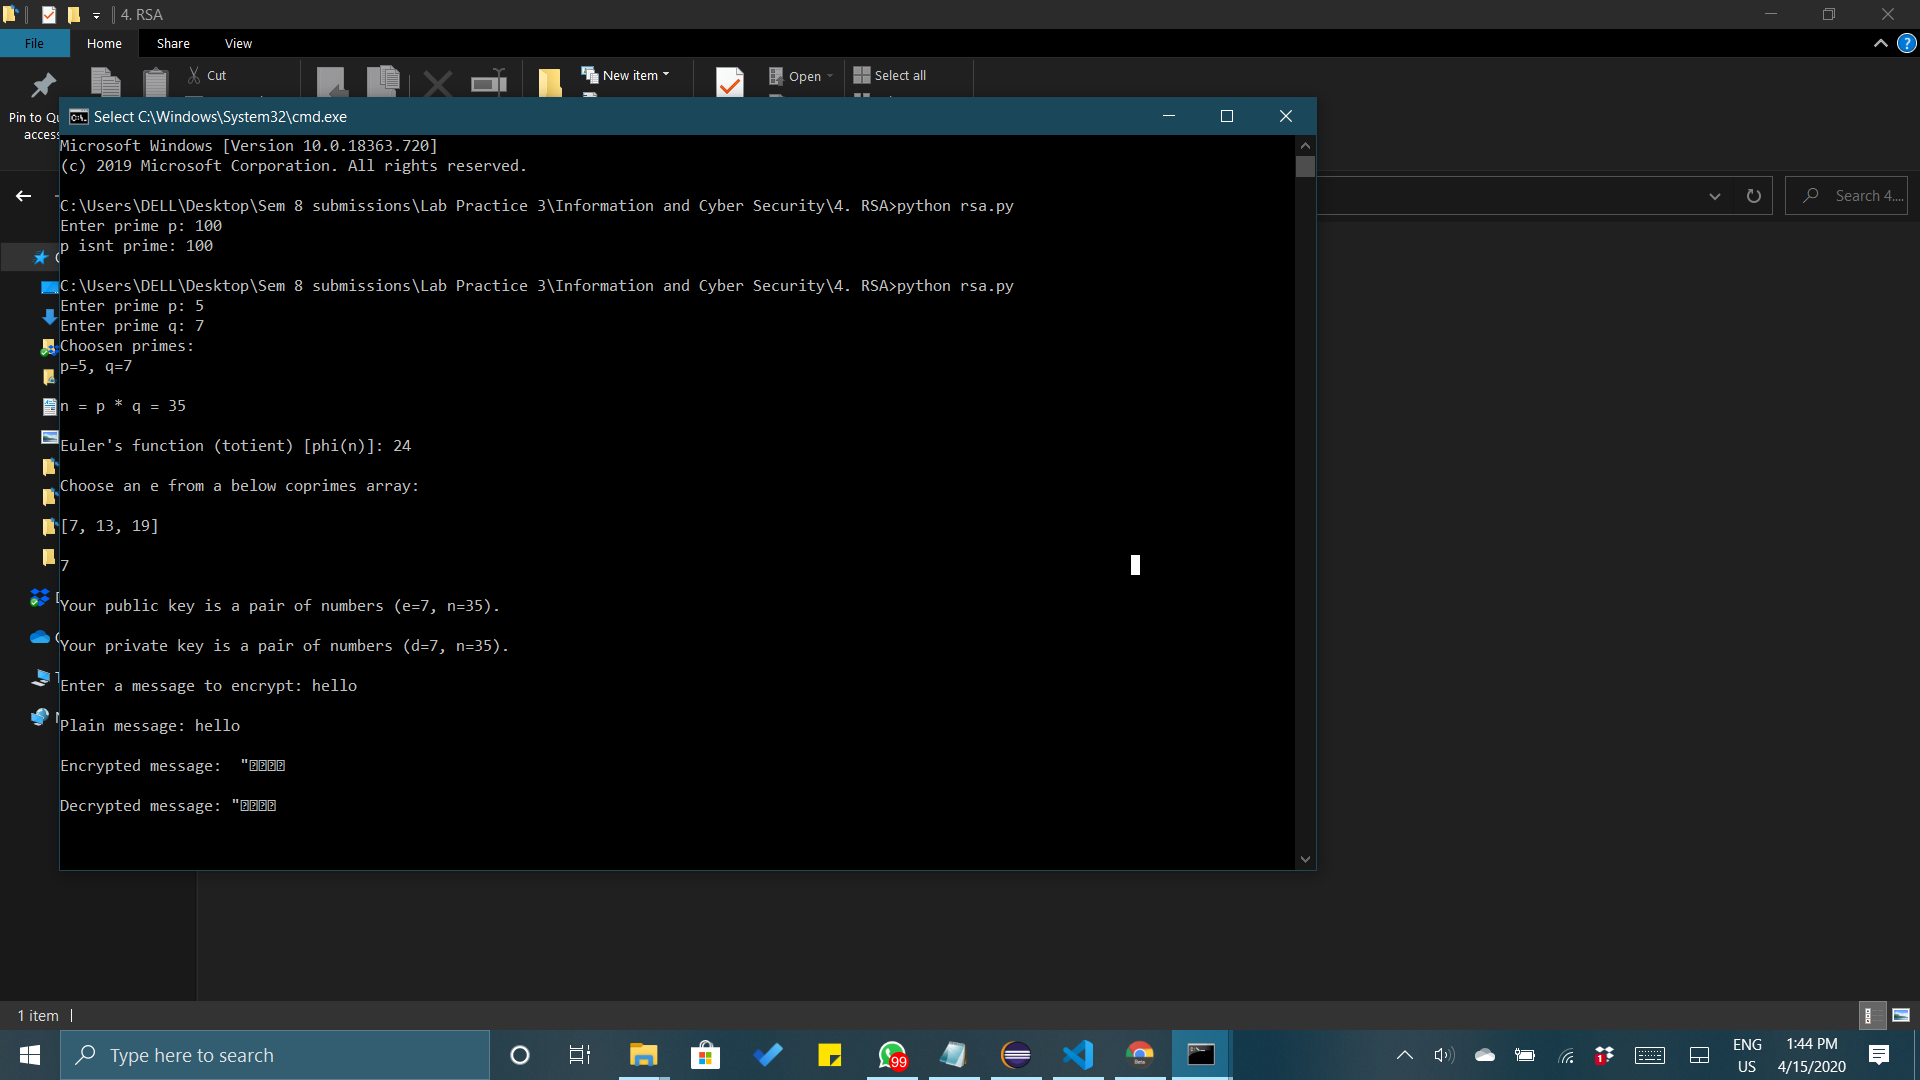 4. RSA
File Home Share View
Cut
New item
Open
Select all
Pin to Qu
access
Select C:\Windows\System32\cmd.exe
Search 4....
Microsoft Windows [Version 10.0.18363.720]
(c) 2019 Microsoft Corporation. All rights reserved.
C:\Users\DELL\Desktop\Sem 8 submissions\Lab Practice 3\Information and Cyber Security\4. RSA>python rsa.py
Enter prime p: 100
p isnt prime: 100
C:\Users\DELL\Desktop\Sem 8 submissions\Lab Practice 3\Information and Cyber Security\4. RSA>python rsa.py
Enter prime p: 5
Enter prime q: 7
Choosen primes:
p=5, q=7
n = p * q = 35
Euler's function (totient) [phi(n)]: 24
Choose an e from a below coprimes array:
[7, 13, 19]
7
Your public key is a pair of numbers (e=7, n=35).
Your private key is a pair of numbers (d=7, n=35).
Enter a message to encrypt: hello
Plain message: hello
Encrypted message:  "
Decrypted message: "
1 item
Type here to search
99
1
ENG
US
1:44 PM
4/15/2020